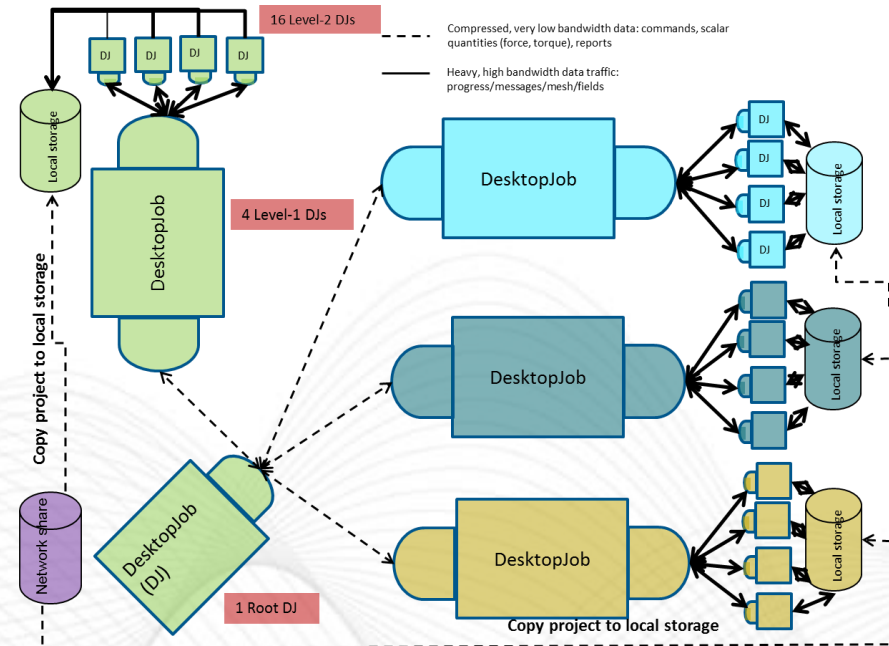 16 Level-2 DJs
Compressed, very low bandwidth data: commands, scalar
quantities (force, torque), reports
Heavy, high bandwidth data traffic:
progress/messages/mesh/fields
DJ
DJ
DJ
DJ
Local storage
DesktopJob
4 Level-1 DJs
DesktopJob
DJ
DJ
DJ
DJ
Local storage
Copy project to local storage
DesktopJob
Local storage
Network share
DesktopJob
(DJ)
1 Root DJ
DesktopJob
Local storage
Copy project to local storage